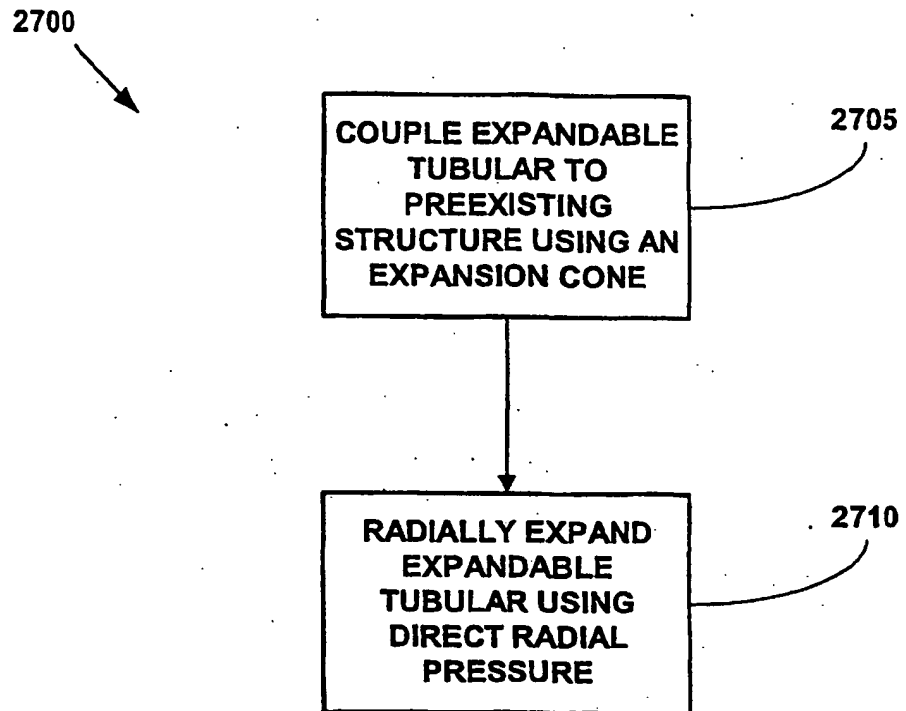 2700
COUPLE EXPANDABLE
TUBULAR TO
PREEXISTING
STRUCTURE USING AN
EXPANSION CONE
2705
RADIALLY EXPAND
EXPANDABLE
TUBULAR USING
DIRECT RADIAL
PRESSURE
2710